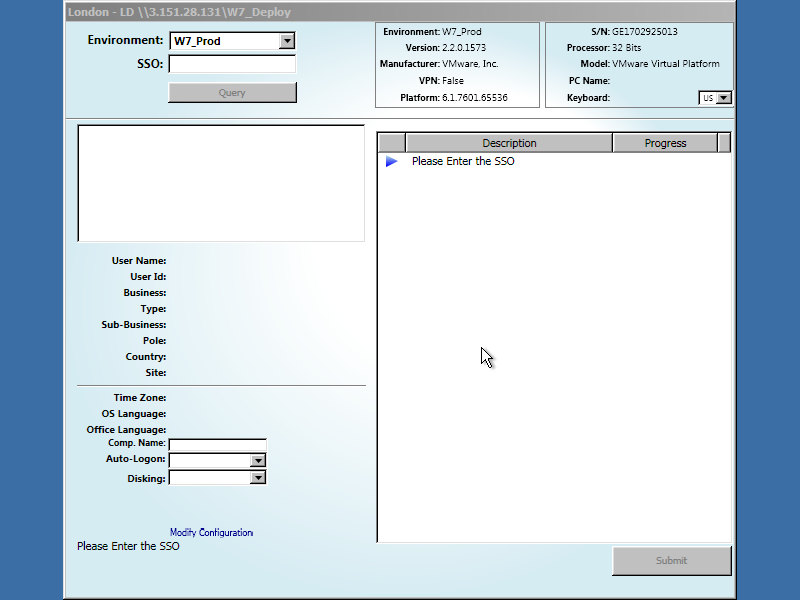 London - LD \\3.151.28.131\W7_Deploy
Environment: W7_Prod
SSO:
Query
Environment: W7_Prod
Version: 2.2.0.1573
Manufacturer: VMware, Inc.
VPN: False
Platform: 6.1.7601.65536
S/N: GE1702925013
Processor: 32 Bits
Model: VMware Virtual Platform
PC Name:
Keyboard: US
Description Progress
Please Enter the SSO
User Name:
User Id:
Business:
Type:
Sub-Business:
Pole:
Country:
Site:
Time Zone:
OS Language:
Office Language:
Comp. Name:
Auto-Logon:
Disking:
Modify Configuration
Please Enter the SSO
Submit